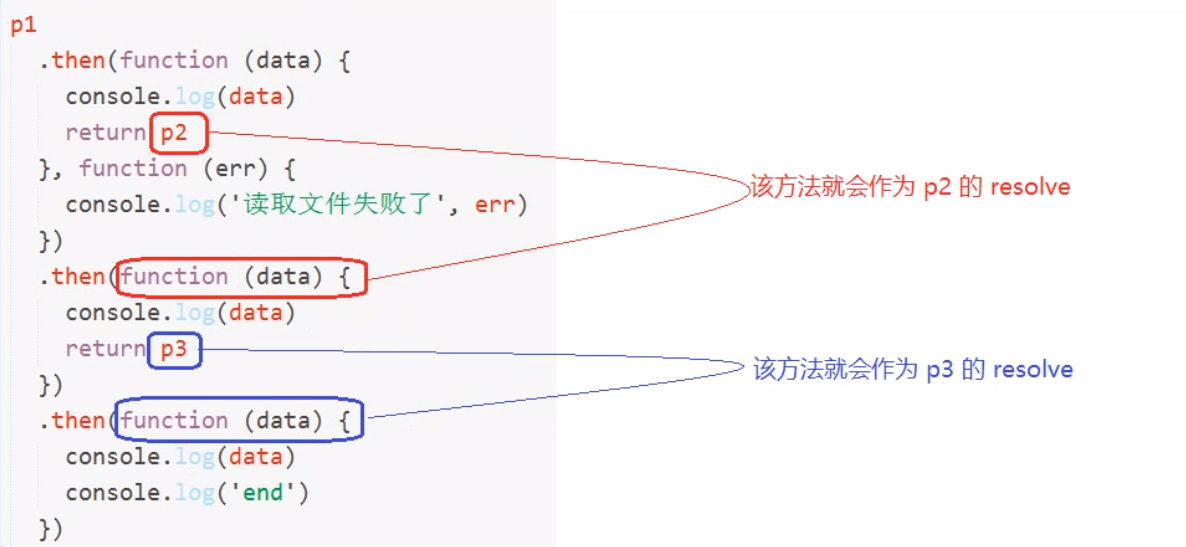 p1
.then(function (data) {
console.log(data)
return p2
}, function (err) {
console.log('读取文件失败了', err)
})
.then(function (data) {
console.log(data)
return p3
})
.then(function (data) {
console.log(data)
console.log('end')
})
该方法就会作为 p2 的 resolve
该方法就会作为 p3 的 resolve